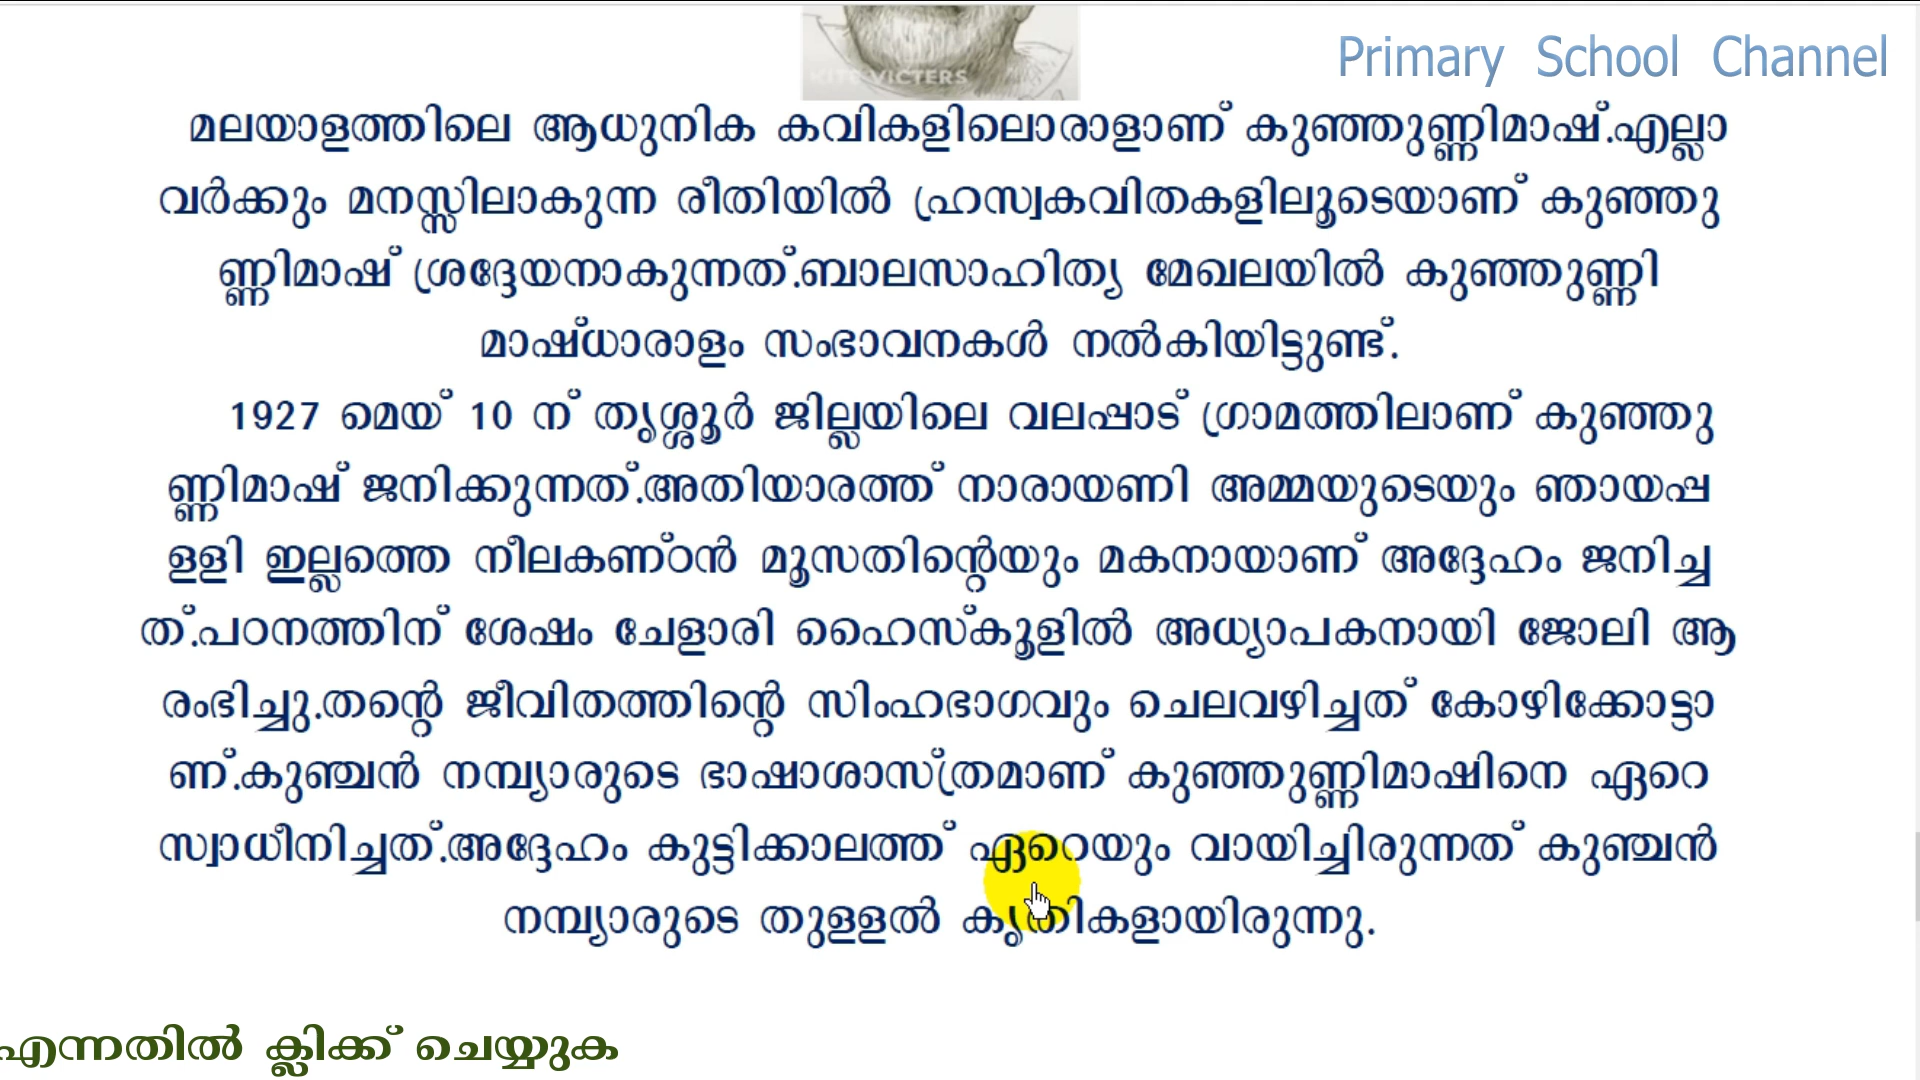 Primary School Channel
KITE VICTERS
മലയാളത്തിലെ ആധുനിക കവികളിലൊരാളാണ് കുഞ്ഞുണ്ണിമാഷ്.എല്ലാ
വർക്കും മനസ്സിലാകുന്ന രീതിയിൽ ഹ്രസ്വകവിതകളിലൂടെയാണ് കുഞ്ഞു
ണ്ണിമാഷ് ശ്രദ്ദേയനാകുന്നത്.ബാലസാഹിത്യ മേഖലയിൽ കുഞ്ഞുണ്ണി
മാഷ്ധാരാളം സംഭാവനകൾ നൽകിയിട്ടുണ്ട്.
1927 മെയ് 10 ന് തൃശ്ശൂർ ജില്ലയിലെ വലപ്പാട് ഗ്രാമത്തിലാണ് കുഞ്ഞു
ണ്ണിമാഷ് ജനിക്കുന്നത്.അതിയാരത്ത് നാരായണി അമ്മയുടെയും ഞായപ്പ
ള്ളി ഇല്ലത്തെ നീലകണ്ഠൻ മൂസതിന്റെയും മകനായാണ് അദ്ദേഹം ജനിച്ച
ത്.പഠനത്തിന് ശേഷം ചേളാരി ഹൈസ്കൂളിൽ അധ്യാപകനായി ജോലി ആ
രംഭിച്ചു.തന്റെ ജീവിതത്തിന്റെ സിംഹഭാഗവും ചെലവഴിച്ചത് കോഴിക്കോട്ടാ
ണ്.കുഞ്ചൻ നമ്പ്യാരുടെ ഭാഷാശാസ്ത്രമാണ് കുഞ്ഞുണ്ണിമാഷിനെ ഏറെ
സ്വാധീനിച്ചത്.അദ്ദേഹം കുട്ടിക്കാലത്ത് ഏറെയും വായിച്ചിരുന്നത് കുഞ്ചൻ
നമ്പ്യാരുടെ തുള്ളൽ കൃതികളായിരുന്നു.
എന്നതിൽ ക്ലിക്ക് ചെയ്യുക